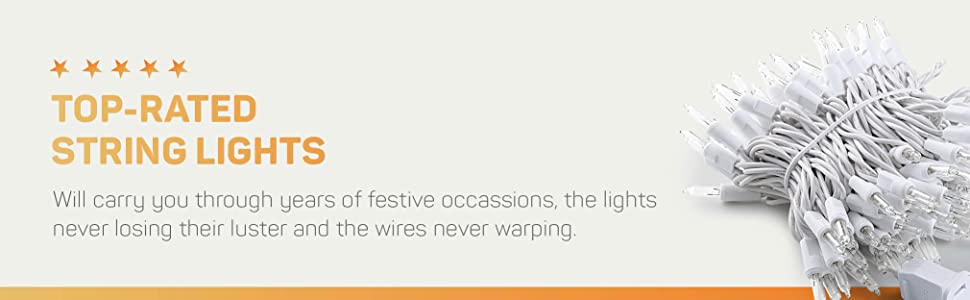 TOP-RATED
STRING LIGHTS
Will carry you through years of festive occassions, the lights
never losing their luster and the wires never warping.